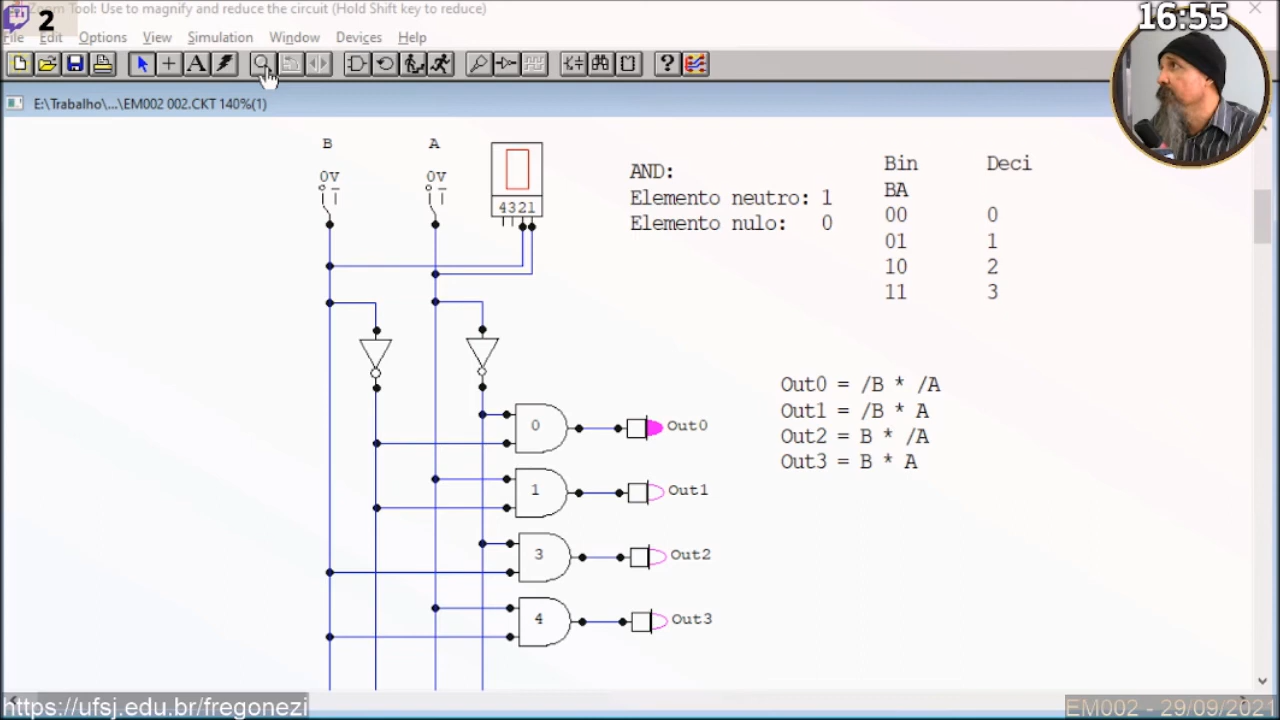 2
Zoom Tool: Use to magnify and reduce the circuit (Hold Shift key to reduce)
16:55
File Edit Options View Simulation Window Devices Help
E:\Trabalho\...\EM002 002.CKT 140%(1)
B
A
0V
0V
4321
AND:
Elemento neutro: 1
Elemento nulo: 0
Bin Deci
BA
00 0
01 1
10 2
11 3
Out0 = /B * /A
Out1 = /B * A
Out2 = B * /A
Out3 = B * A
0 Out0
1 Out1
3 Out2
4 Out3
https://ufsj.edu.br/fregonezi
EM002 - 29/09/2021